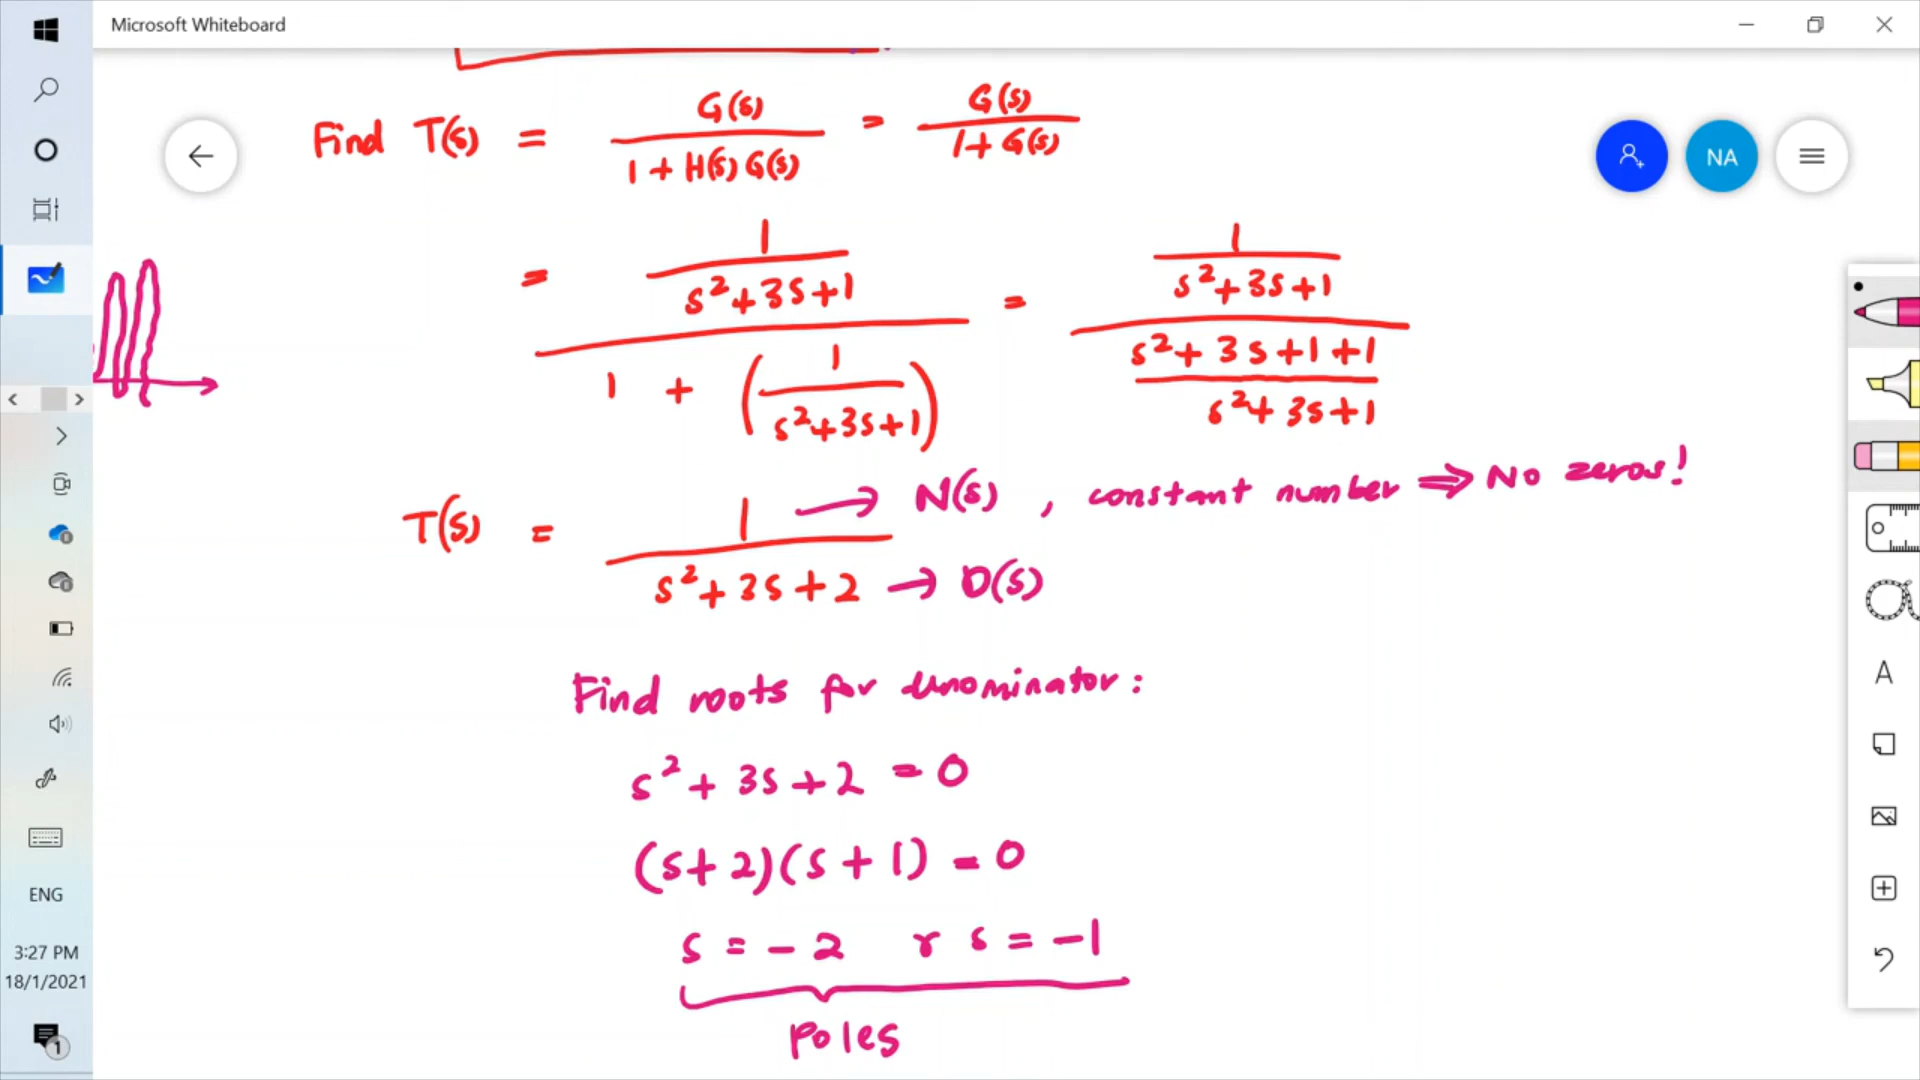 Microsoft Whiteboard
Find T(s) = G(s) / 1 + H(s) G(s) = G(s) / 1 + G(s)
NA
= 1 / s²+3s+1 / 1 + (1 / s²+3s+1) = 1 / s²+3s+1 / s²+3s+1+1 / s²+3s+1
T(s) = 1 / s²+3s+2
→ N(s), constant number ⇒ No zeros!
→ D(s)
Find roots for denominator:
s²+3s+2 = 0
(s+2)(s+1) = 0
s = -2 r s = -1
Poles
A
ENG
3:27 PM
18/1/2021
1